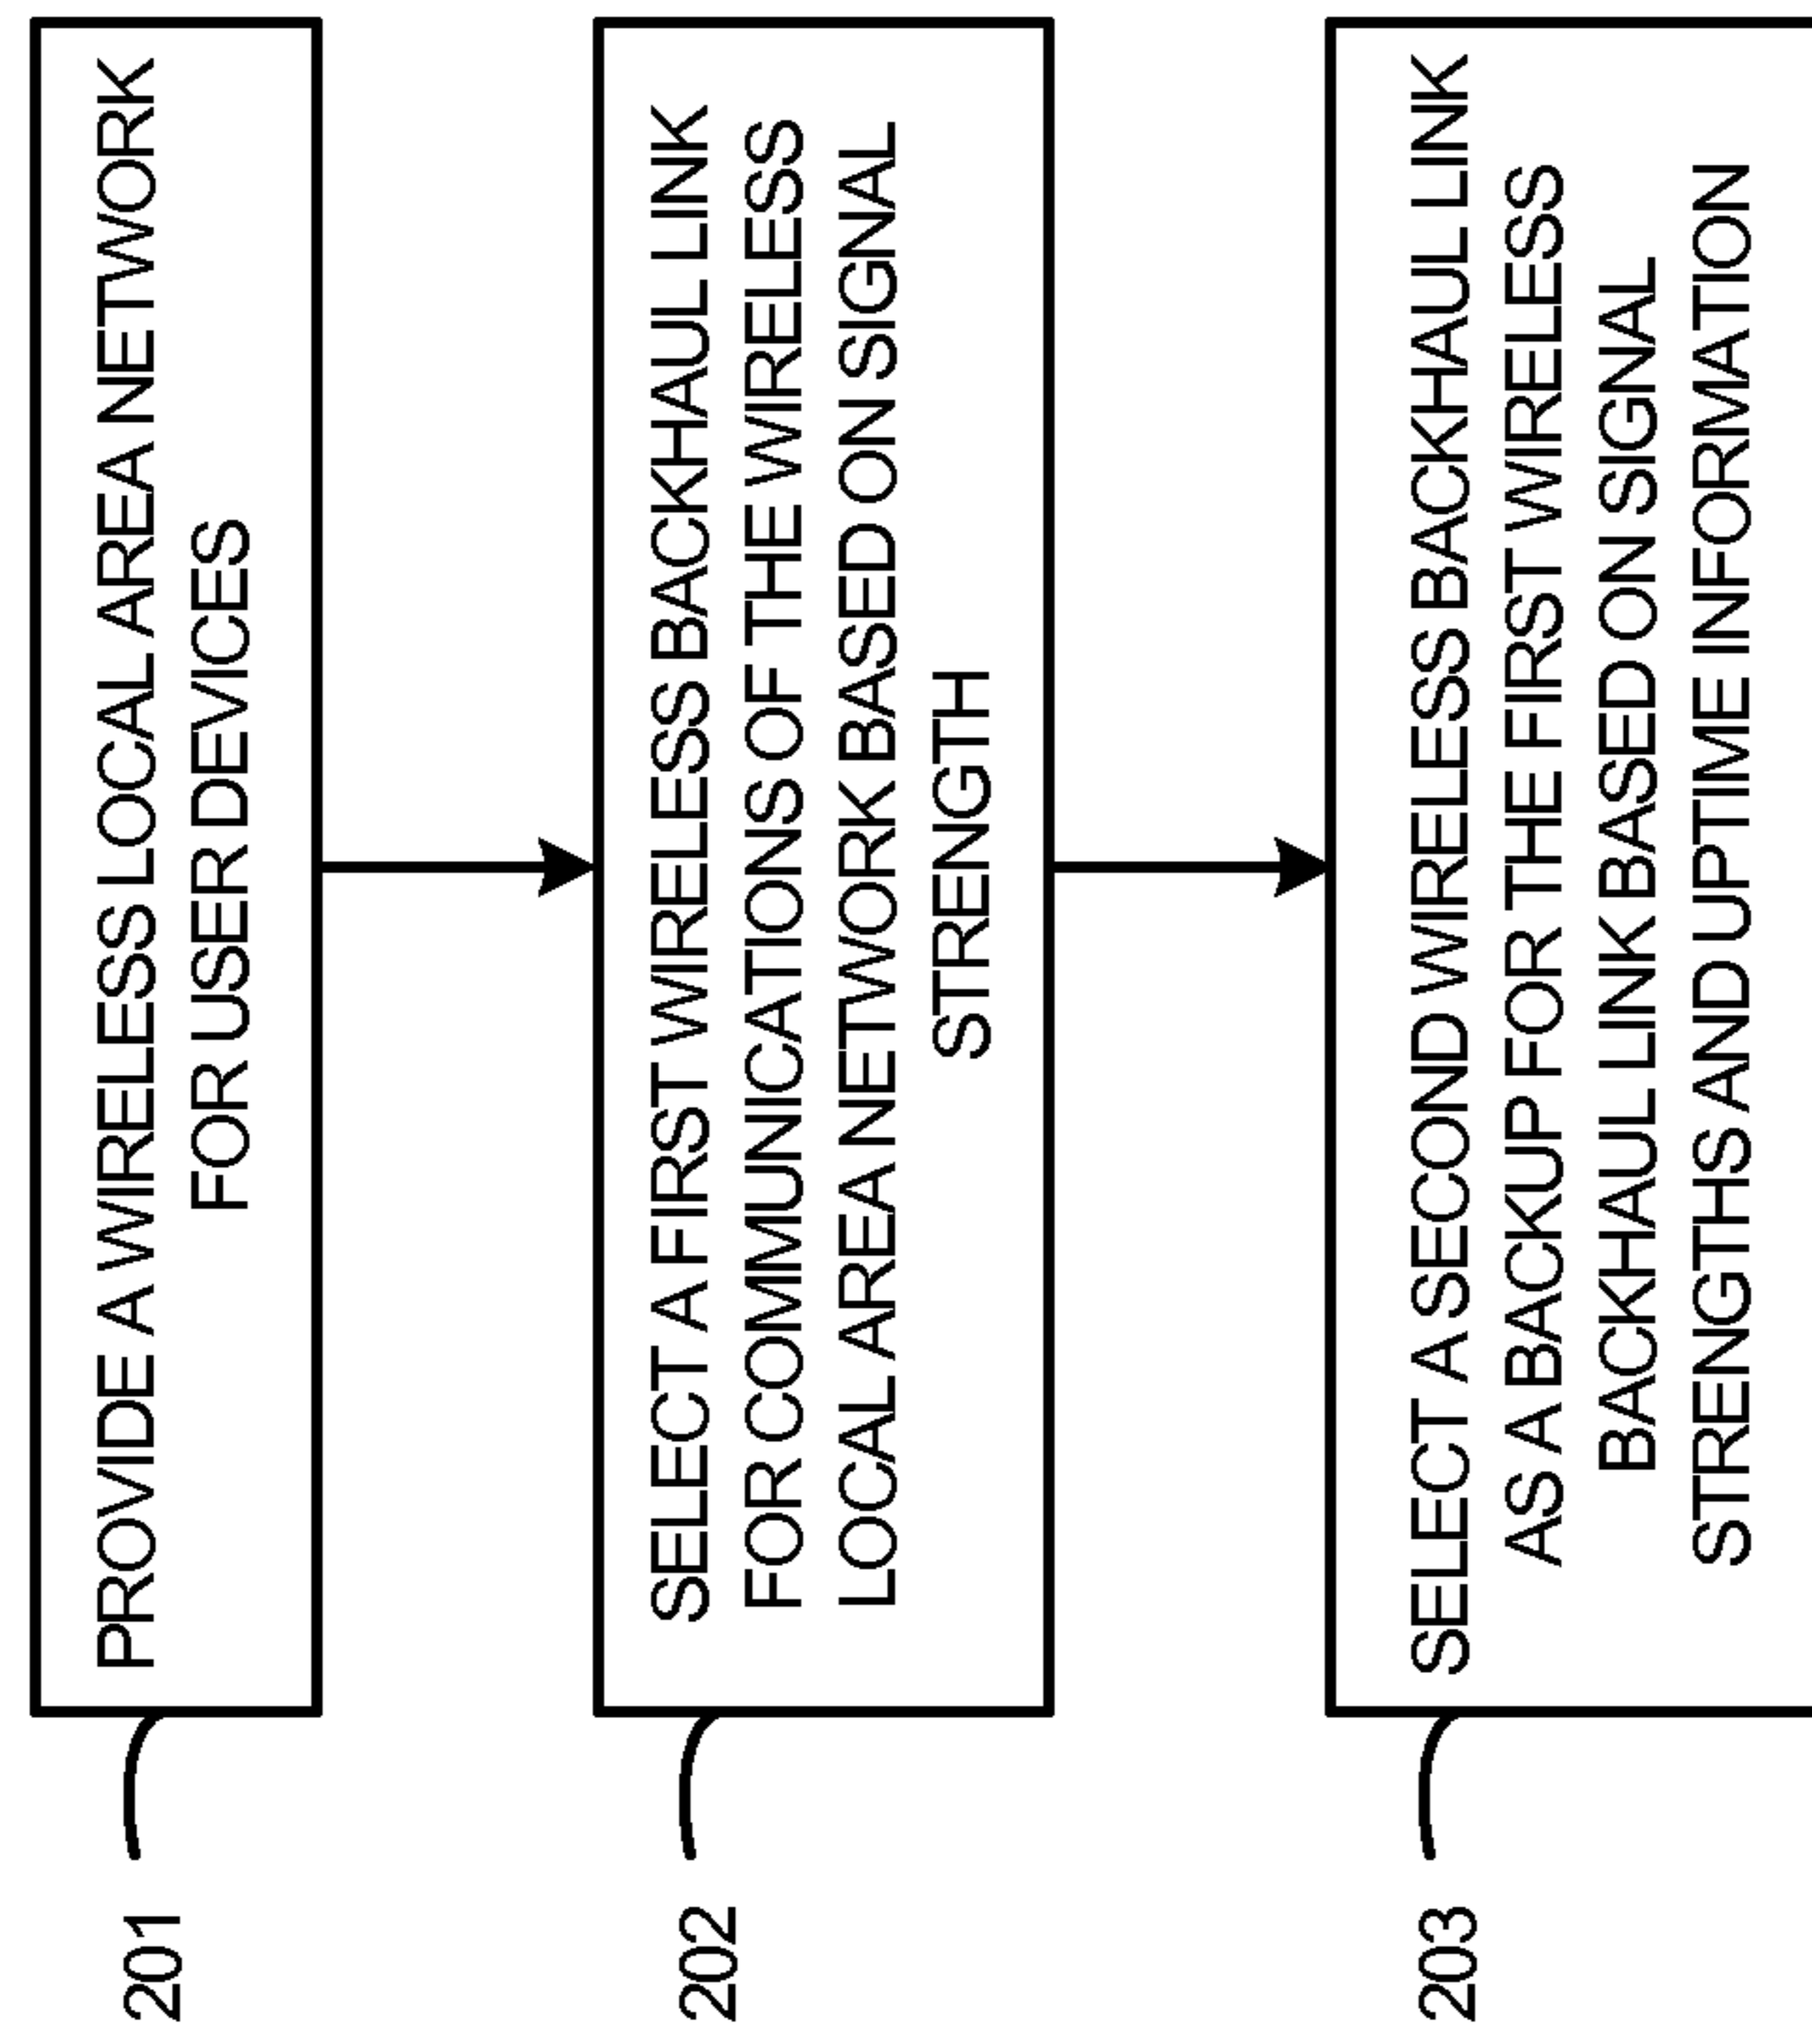 201
PROVIDE A WIRELESS LOCAL AREA NETWORK
FOR USER DEVICES
202
SELECT A FIRST WIRELESS BACKHAUL LINK
FOR COMMUNICATIONS OF THE WIRELESS
LOCAL AREA NETWORK BASED ON SIGNAL
STRENGTH
203
SELECT A SECOND WIRELESS BACKHAUL LINK
AS A BACKUP FOR THE FIRST WIRELESS
BACKHAUL LINK BASED ON SIGNAL
STRENGTHS AND UPTIME INFORMATION